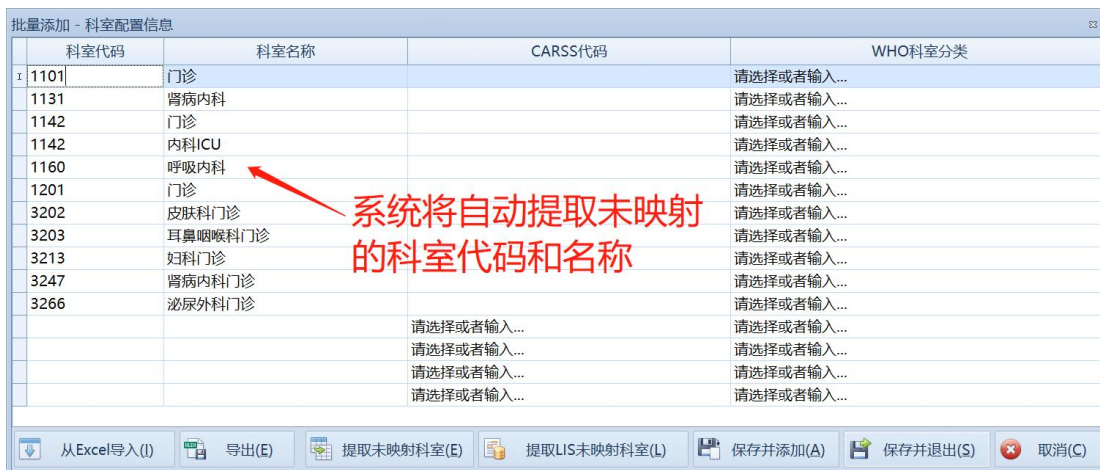 批量添加 - 科室配置信息
科室代码 科室名称 CARSS代码 WHO科室分类
1101 门诊 请选择或者输入...
1131 肾病内科 请选择或者输入...
1142 门诊 请选择或者输入...
1142 内科ICU 请选择或者输入...
1160 呼吸内科 请选择或者输入...
1201 门诊 请选择或者输入...
3202 皮肤科门诊 请选择或者输入...
3203 耳鼻咽喉科门诊 请选择或者输入...
3213 妇科门诊 请选择或者输入...
3247 肾病内科门诊 请选择或者输入...
3266 泌尿外科门诊 请选择或者输入...
请选择或者输入... 请选择或者输入...
请选择或者输入... 请选择或者输入...
请选择或者输入... 请选择或者输入...
请选择或者输入... 请选择或者输入...
系统将自动提取未映射
的科室代码和名称
从Excel导入(I) 导出(E) 提取未映射科室(E) 提取LIS未映射科室(L) 保存并添加(A) 保存并退出(S) 取消(C)